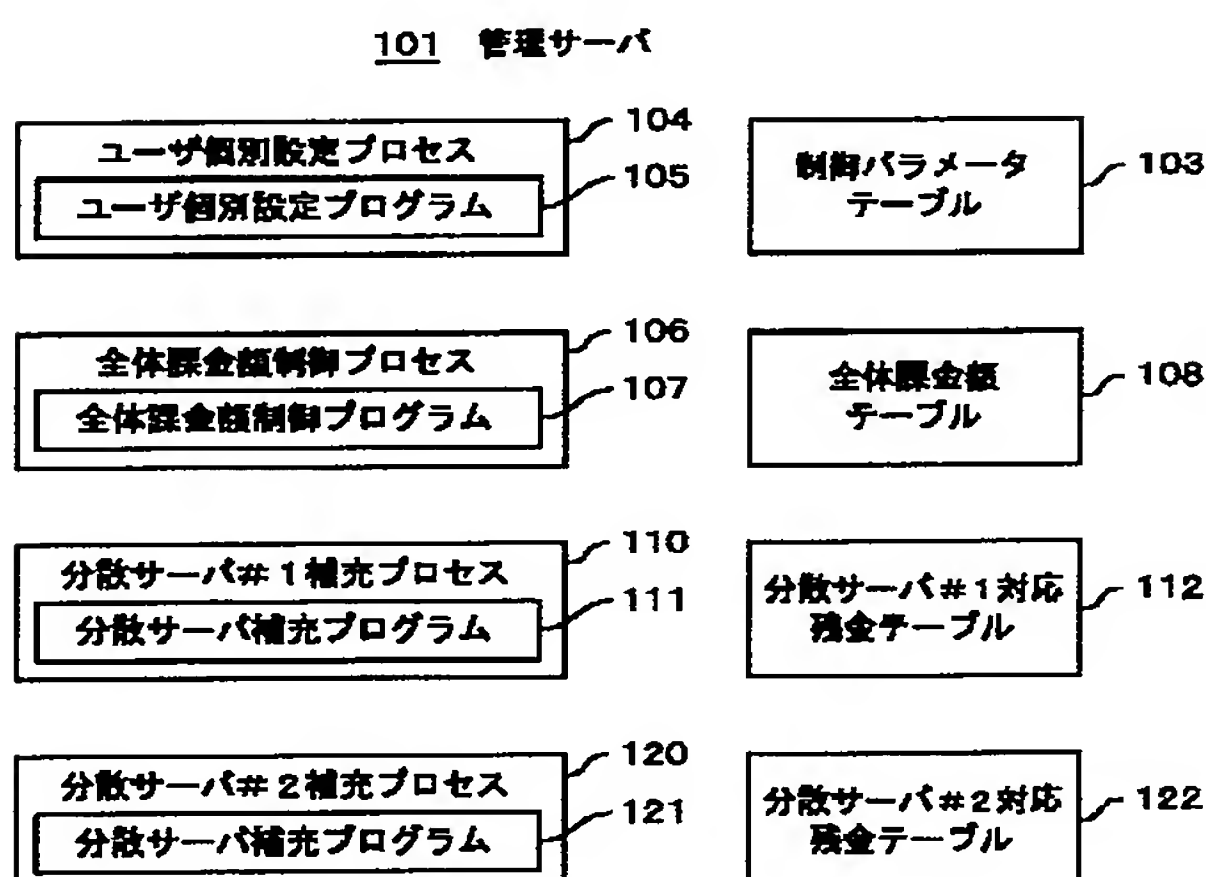 101 管理サーバ
104
ユーザ個別設定プロセス
105
ユーザ個別設定プログラム
制御パラメータ
テーブル
103
106
全体課金額制御プロセス
107
全体課金額制御プログラム
全体課金額
テーブル
108
110
分散サーバ#1補充プロセス
111
分散サーバ補充プログラム
分散サーバ#1対応
残金テーブル
112
120
分散サーバ#2補充プロセス
121
分散サーバ補充プログラム
分散サーバ#2対応
残金テーブル
122